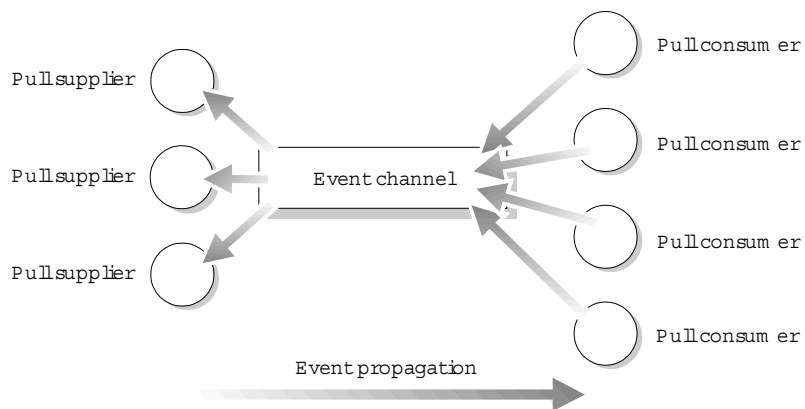 Pull supplier
Pull supplier
Pull supplier
Event channel
Pull consumer
Pull consumer
Pull consumer
Pull consumer
Event propagation